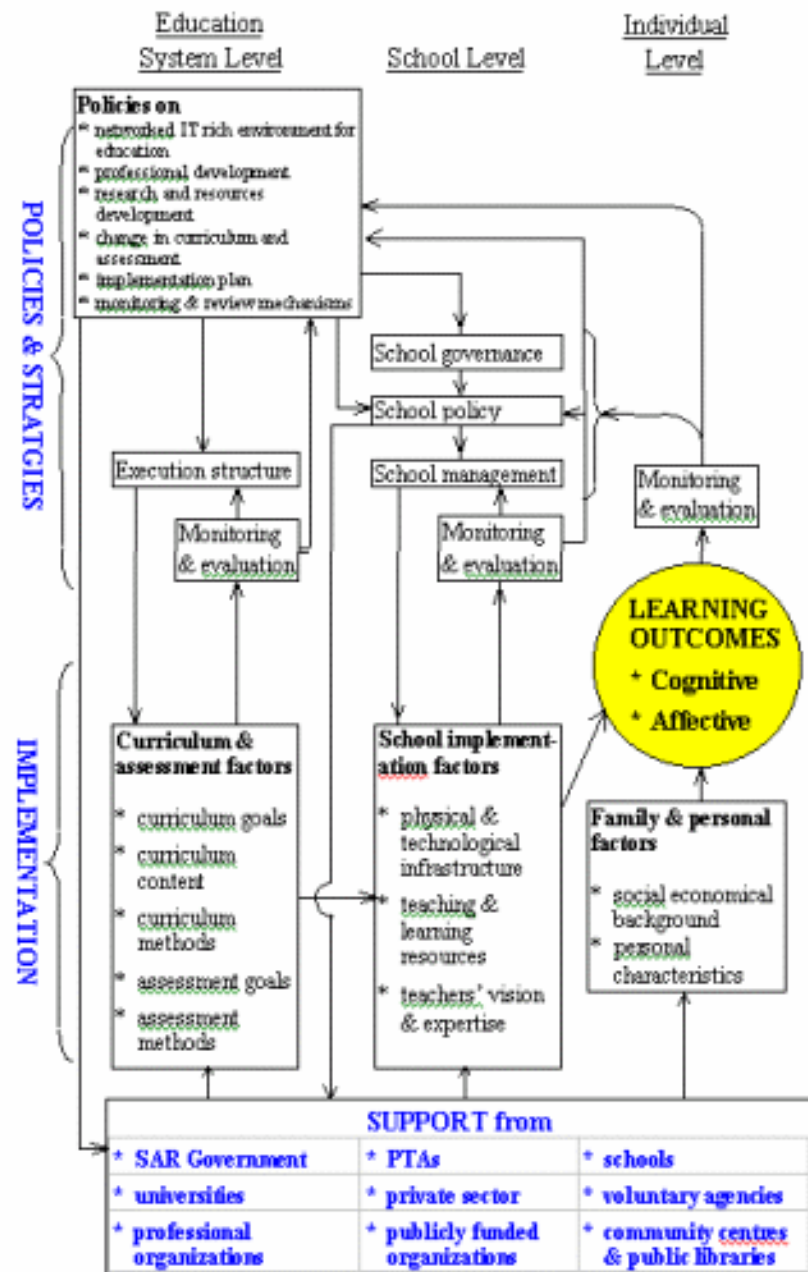 Education
System Level
School Level
Individual
Level
POLICIES & STRATGIES
IMPLEMENTATION
Policies on
* networked IT rich environment for
education
* professional development
* research and resources
development
* change in curriculum and
assessment
* implementation plan
* monitoring & review mechanisms
School governance
School policy
School management
Execution structure
Monitoring
& evaluation
Monitoring
& evaluation
Monitoring
& evaluation
LEARNING
OUTCOMES
* Cognitive
* Affective
Curriculum &
assessment factors
* curriculum goals
* curriculum
content
* curriculum
methods
* assessment goals
* assessment
methods
School implement-
ation factors
* physical &
technological
infrastructure
* teaching &
learning
resources
* teachers' vision
& expertise
Family & personal
factors
* social economical
background
* personal
characteristics
SUPPORT from
* SAR Government
* PTAs
* schools
* universities
* private sector
* voluntary agencies
* professional
organizations
* publicly funded
organizations
* community centres
& public libraries